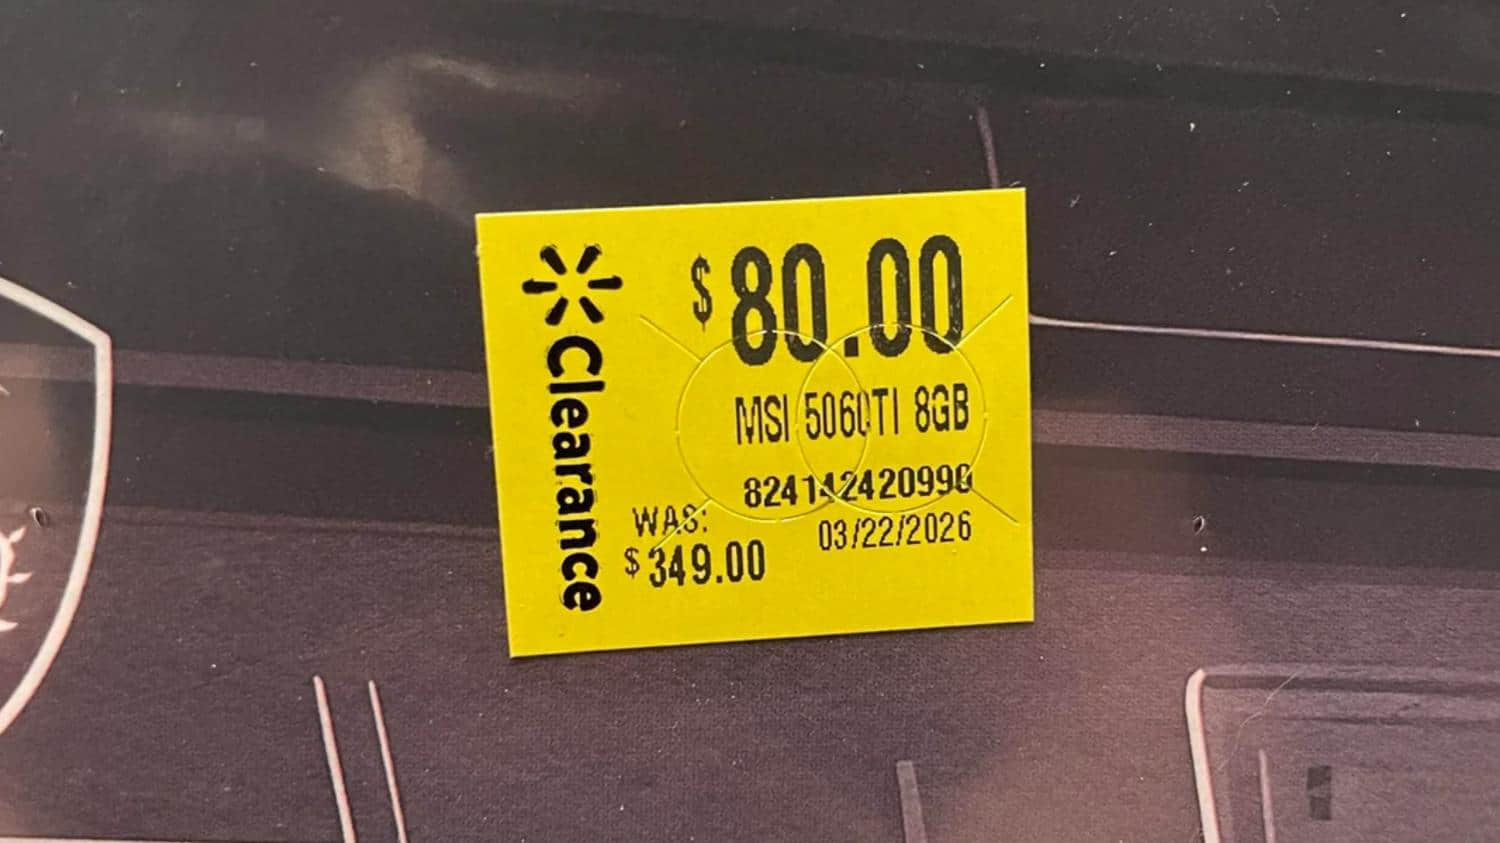 Clearance
$80.00
MSI 5060TI 8GB
824142420990
03/22/2026
WAS:
$349.00